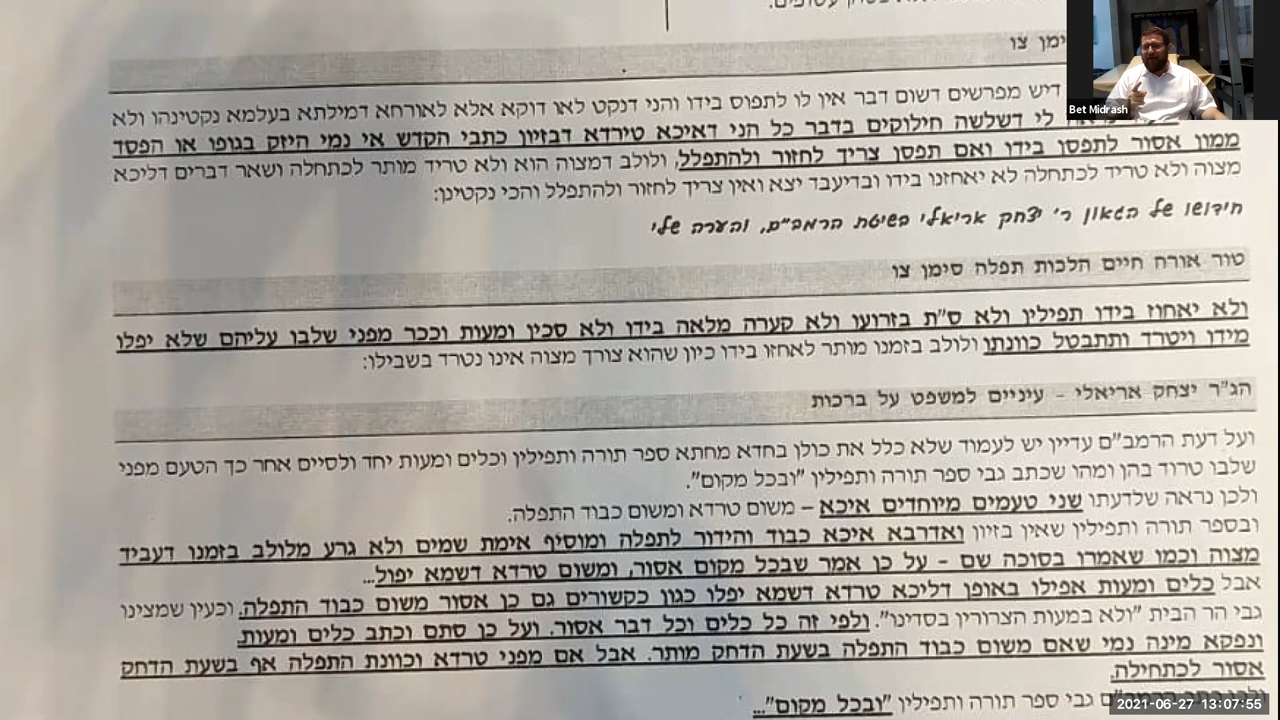 סימן צו
דיש מפרשים דשום דבר אין לו לתפוס בידו והני דנקט לאו דוקא אלא לאורחא דמילתא בעלמא נקטינהו ולא
לי דשלשה חילוקים בדבר כל הני דאיכא טירדא דבזיון כתבי הקדש אי נמי היזק בגופו או הפסד
ממון אסור לתפסן בידו ואם תפסן צריך לחזור ולהתפלל, ולולב דמצוה הוא ולא טריד מותר לכתחלה ושאר דברים דליכא
מצוה ולא טריד לכתחלה לא יאחזנו בידו ובדיעבד יצא ואין צריך לחזור ולהתפלל והכי נקטינן:
חידושו של הגאון ר' יצחק אריאלי בשיטת הרמב"ם, והערה שלי
טור אורח חיים הלכות תפלה סימן צו
ולא יאחוז בידו תפילין ולא ס"ת בזרועו ולא קערה מלאה בידו ולא סכין ומעות וככר מפני שלבו עליהם שלא יפלו
מידו ויטרד ותתבטל כוונתו ולולב בזמנו מותר לאחזו בידו כיון שהוא צורך מצוה אינו נטרד בשבילו:
הג"ר יצחק אריאלי - עיניים למשפט על ברכות
ועל דעת הרמב"ם עדיין יש לעמוד שלא כלל את כולן בחדא מחתא ספר תורה ותפילין וכלים ומעות יחד ולסיים אחר כך הטעם מפני
שלבו טרוד בהן ומהו שכתב גבי ספר תורה ותפילין "ובכל מקום".
ולכן נראה שלדעתו שני טעמים מיוחדים איכא – משום טרדא ומשום כבוד התפלה.
ובספר תורה ותפילין שאין בזיון ואדרבא איכא כבוד והידור לתפלה ומוסיף אימת שמים ולא גרע מלולב בזמנו דעביד
מצוה וכמו שאמרו בסוכה שם – על כן אמר שבכל מקום אסור, ומשום טרדא דשמא יפול...
אבל כלים ומעות אפילו באופן דליכא טרדא דשמא יפלו כגון בקשורים גם כן אסור משום כבוד התפלה, וכעין שמצינו
גבי הר הבית "ולא במעות הצרורין בסדינו". ולפי זה כל כלים וכל דבר אסור. ועל כן סתם וכתב כלים ומעות.
ונפקא מינה נמי שאם משום כבוד התפלה בשעת הדחק מותר. אבל אם מפני טרדא וכוונת התפלה אף בשעת הדחק
אסור לכתחילה.
גבי ספר תורה ותפילין "ובכל מקום"...
Bet Midrash
2021-06-27 13:07:55